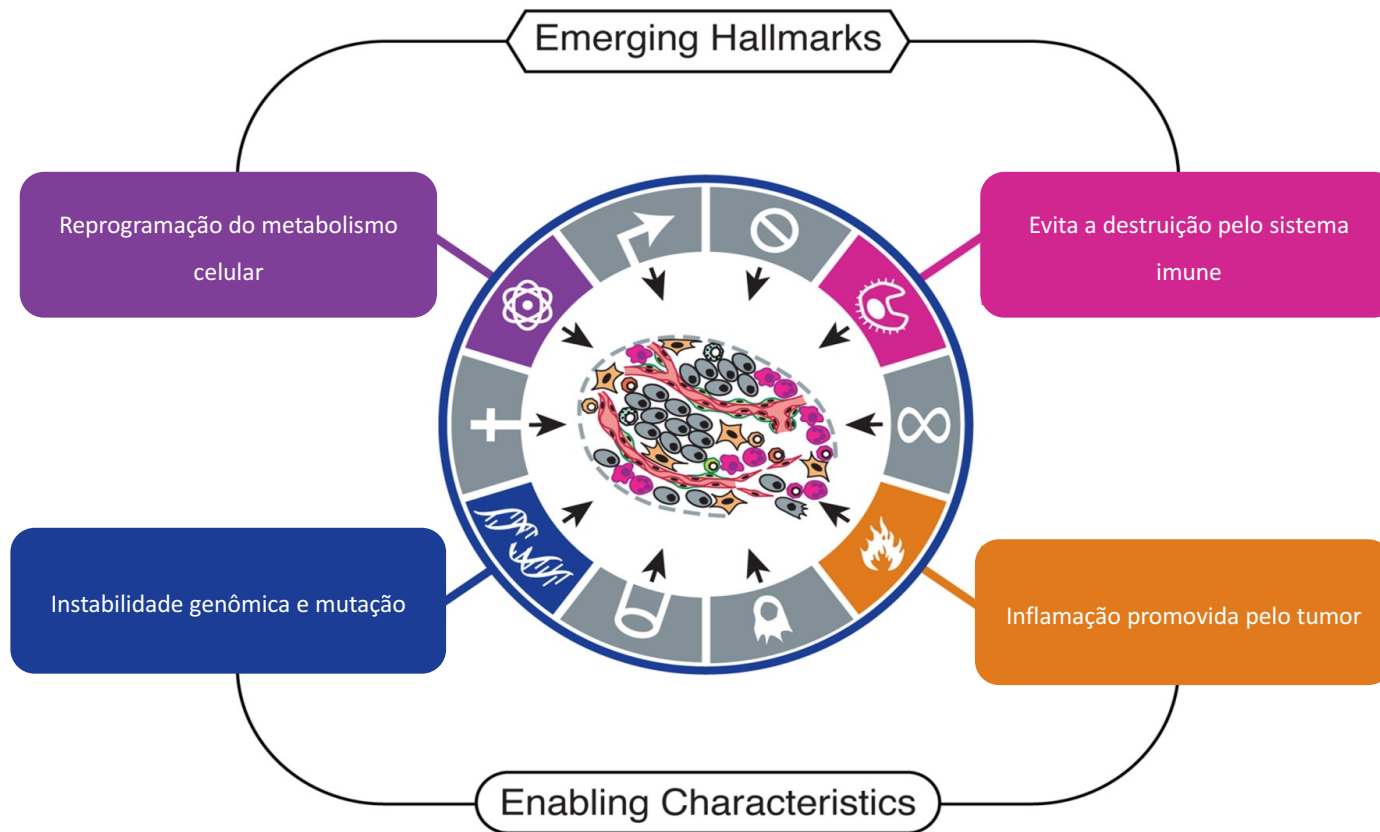 Emerging Hallmarks
Reprogramação do metabolismo
celular
Evita a destruição pelo sistema
imune
Instabilidade genômica e mutação
Inflamação promovida pelo tumor
Enabling Characteristics